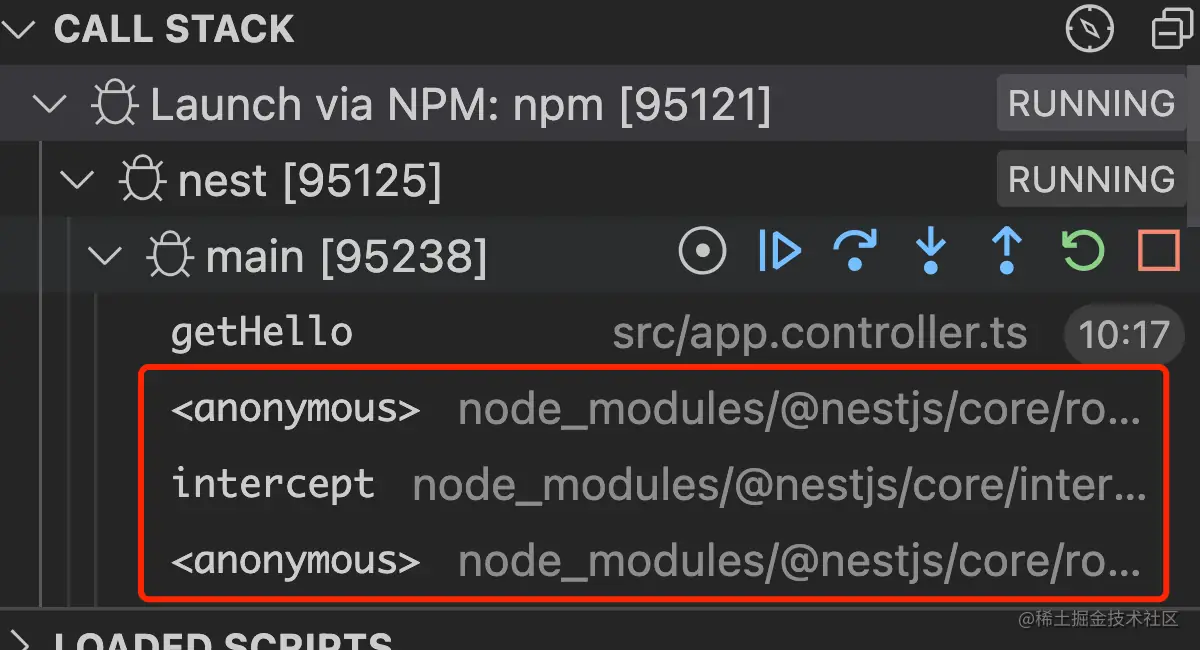 CALL STACK
Launch via NPM: npm [95121] RUNNING
nest [95125] RUNNING
main [95238]
getHello src/app.controller.ts 10:17
<anonymous> node_modules/@nestjs/core/ro...
intercept node_modules/@nestjs/core/inter...
<anonymous> node_modules/@nestjs/core/ro...
@稀土掘金技术社区
LOADED SCRIPTS